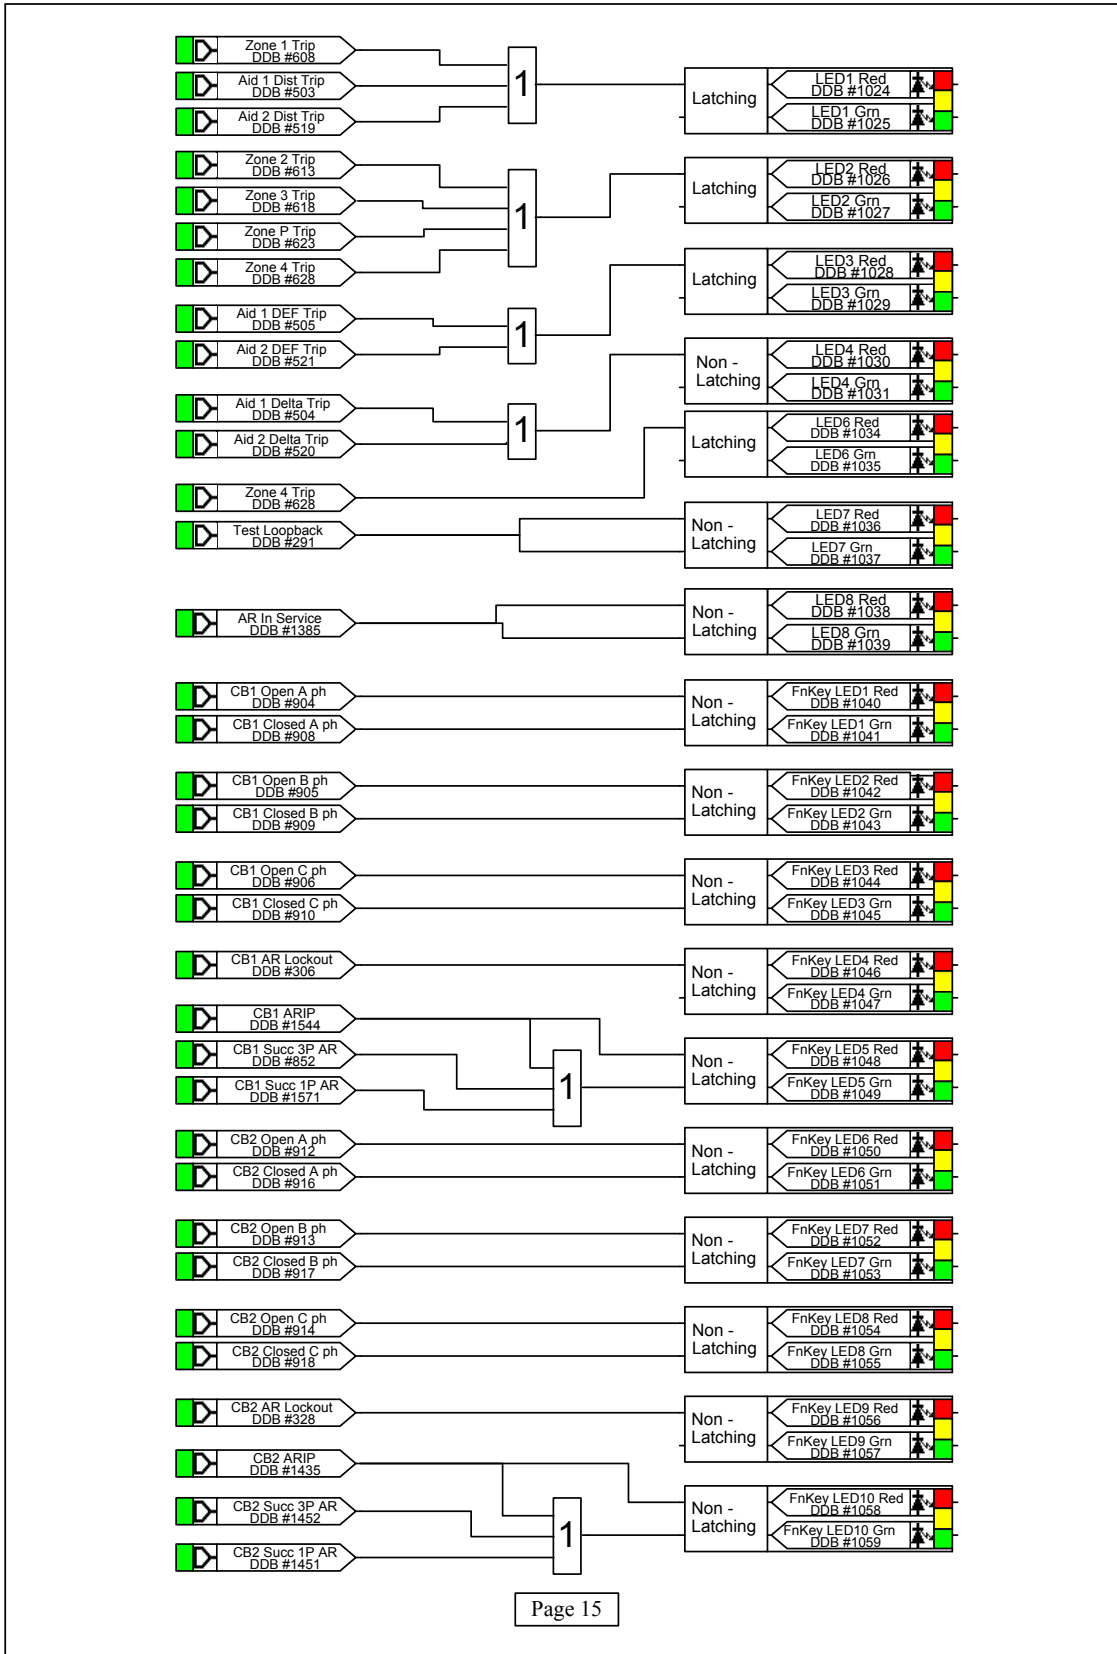 Zone 1 Trip
DDB #608
Aid 1 Dist Trip
DDB #503
Aid 2 Dist Trip
DDB #519
1
Latching
LED1 Red
DDB #1024
LED1 Grn
DDB #1025
Zone 2 Trip
DDB #613
Zone 3 Trip
DDB #618
Zone P Trip
DDB #623
Zone 4 Trip
DDB #628
1
Latching
LED2 Red
DDB #1026
LED2 Grn
DDB #1027
Aid 1 DEF Trip
DDB #505
Aid 2 DEF Trip
DDB #521
1
Latching
LED3 Red
DDB #1028
LED3 Grn
DDB #1029
Aid 1 Delta Trip
DDB #504
Aid 2 Delta Trip
DDB #520
1
Non -
Latching
LED4 Red
DDB #1030
LED4 Grn
DDB #1031
Zone 4 Trip
DDB #628
Latching
LED6 Red
DDB #1034
LED6 Grn
DDB #1035
Test Loopback
DDB #291
Non -
Latching
LED7 Red
DDB #1036
LED7 Grn
DDB #1037
AR In Service
DDB #1385
Non -
Latching
LED8 Red
DDB #1038
LED8 Grn
DDB #1039
CB1 Open A ph
DDB #904
CB1 Closed A ph
DDB #908
Non -
Latching
FnKey LED1 Red
DDB #1040
FnKey LED1 Grn
DDB #1041
CB1 Open B ph
DDB #905
CB1 Closed B ph
DDB #909
Non -
Latching
FnKey LED2 Red
DDB #1042
FnKey LED2 Grn
DDB #1043
CB1 Open C ph
DDB #906
CB1 Closed C ph
DDB #910
Non -
Latching
FnKey LED3 Red
DDB #1044
FnKey LED3 Grn
DDB #1045
CB1 AR Lockout
DDB #306
Non -
Latching
FnKey LED4 Red
DDB #1046
FnKey LED4 Grn
DDB #1047
CB1 ARIP
DDB #1544
CB1 Succ 3P AR
DDB #852
CB1 Succ 1P AR
DDB #1571
1
Non -
Latching
FnKey LED5 Red
DDB #1048
FnKey LED5 Grn
DDB #1049
CB2 Open A ph
DDB #912
CB2 Closed A ph
DDB #916
Non -
Latching
FnKey LED6 Red
DDB #1050
FnKey LED6 Grn
DDB #1051
CB2 Open B ph
DDB #913
CB2 Closed B ph
DDB #917
Non -
Latching
FnKey LED7 Red
DDB #1052
FnKey LED7 Grn
DDB #1053
CB2 Open C ph
DDB #914
CB2 Closed C ph
DDB #918
Non -
Latching
FnKey LED8 Red
DDB #1054
FnKey LED8 Grn
DDB #1055
CB2 AR Lockout
DDB #328
Non -
Latching
FnKey LED9 Red
DDB #1056
FnKey LED9 Grn
DDB #1057
CB2 ARIP
DDB #1435
CB2 Succ 3P AR
DDB #1452
CB2 Succ 1P AR
DDB #1451
1
Non -
Latching
FnKey LED10 Red
DDB #1058
FnKey LED10 Grn
DDB #1059
Page 15